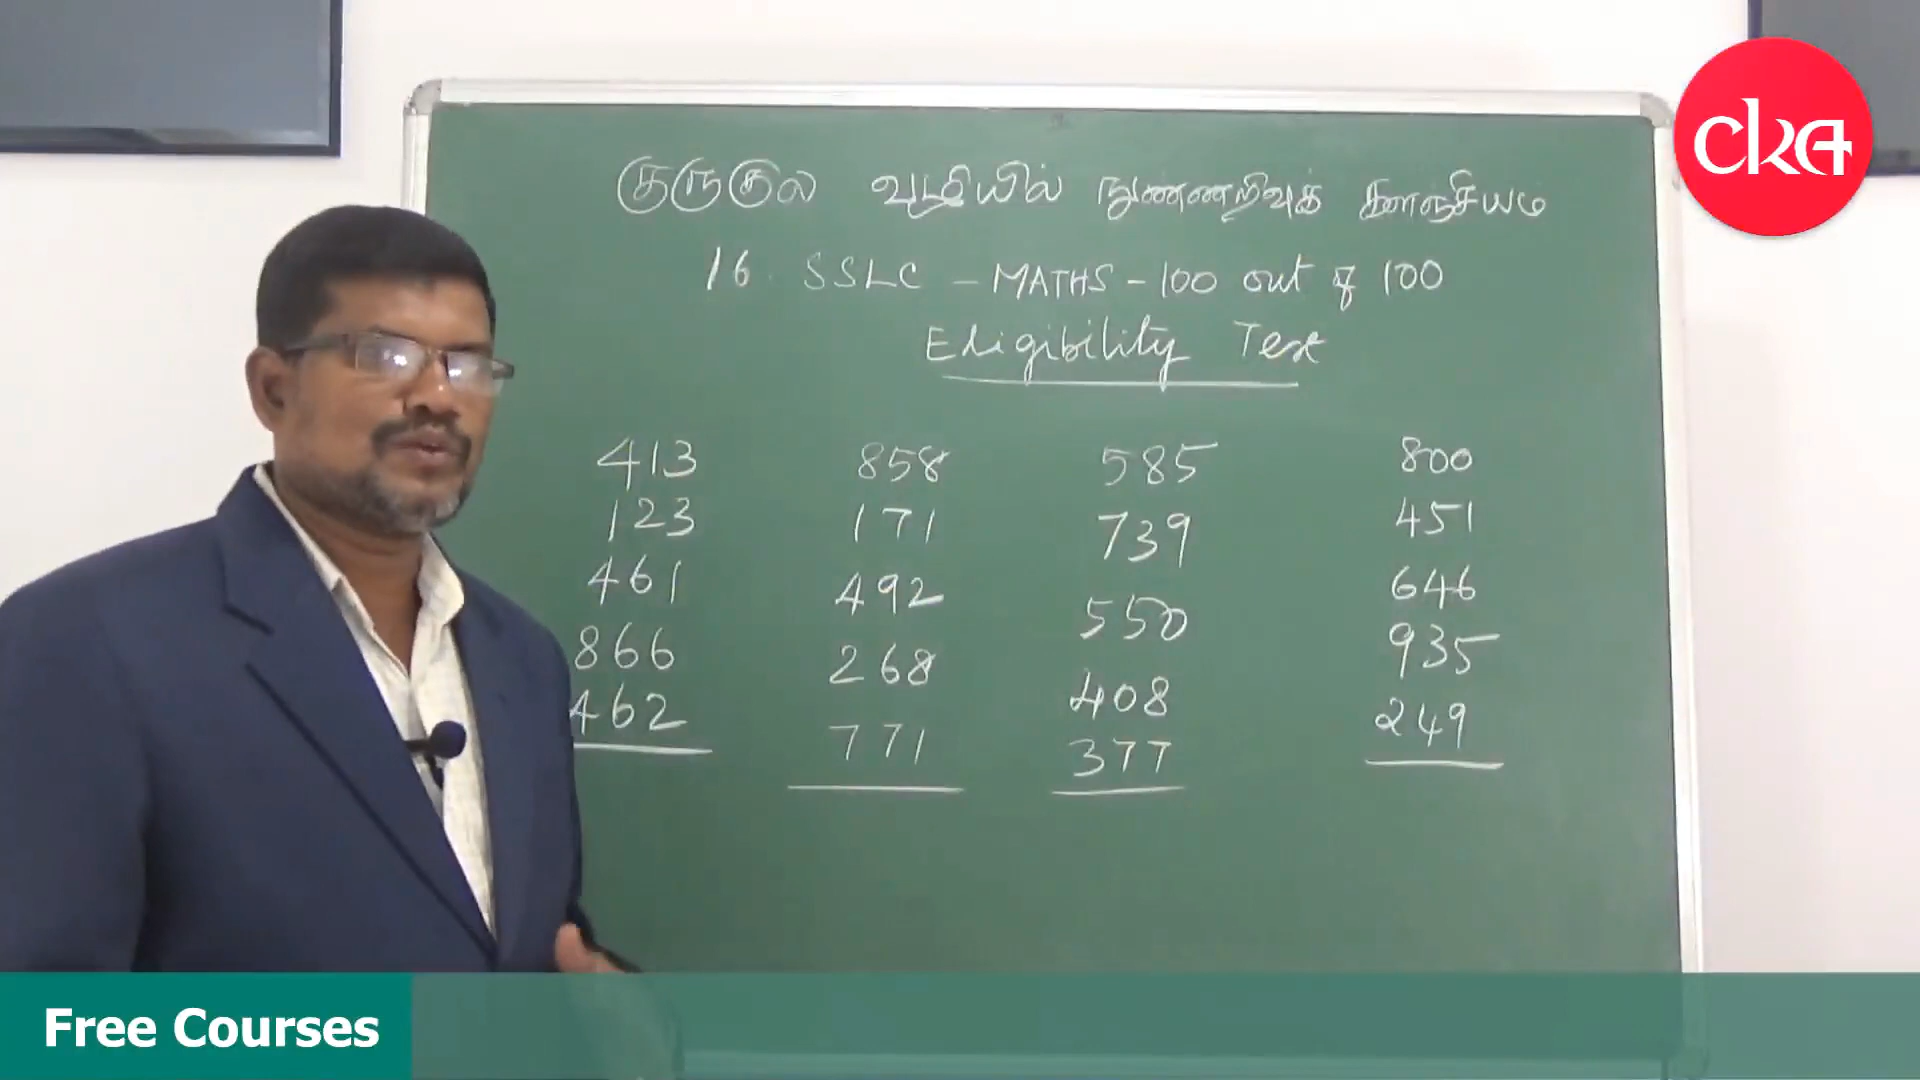 CKA
குருகுல வழியில் நுண்ணறிவுக் களஞ்சியம்
16. SSLC - MATHS - 100 out of 100
Eligibility Test
413 858 585 800
123 171 739 451
461 492 550 646
866 268 408 935
462 771 377 249
Free Courses